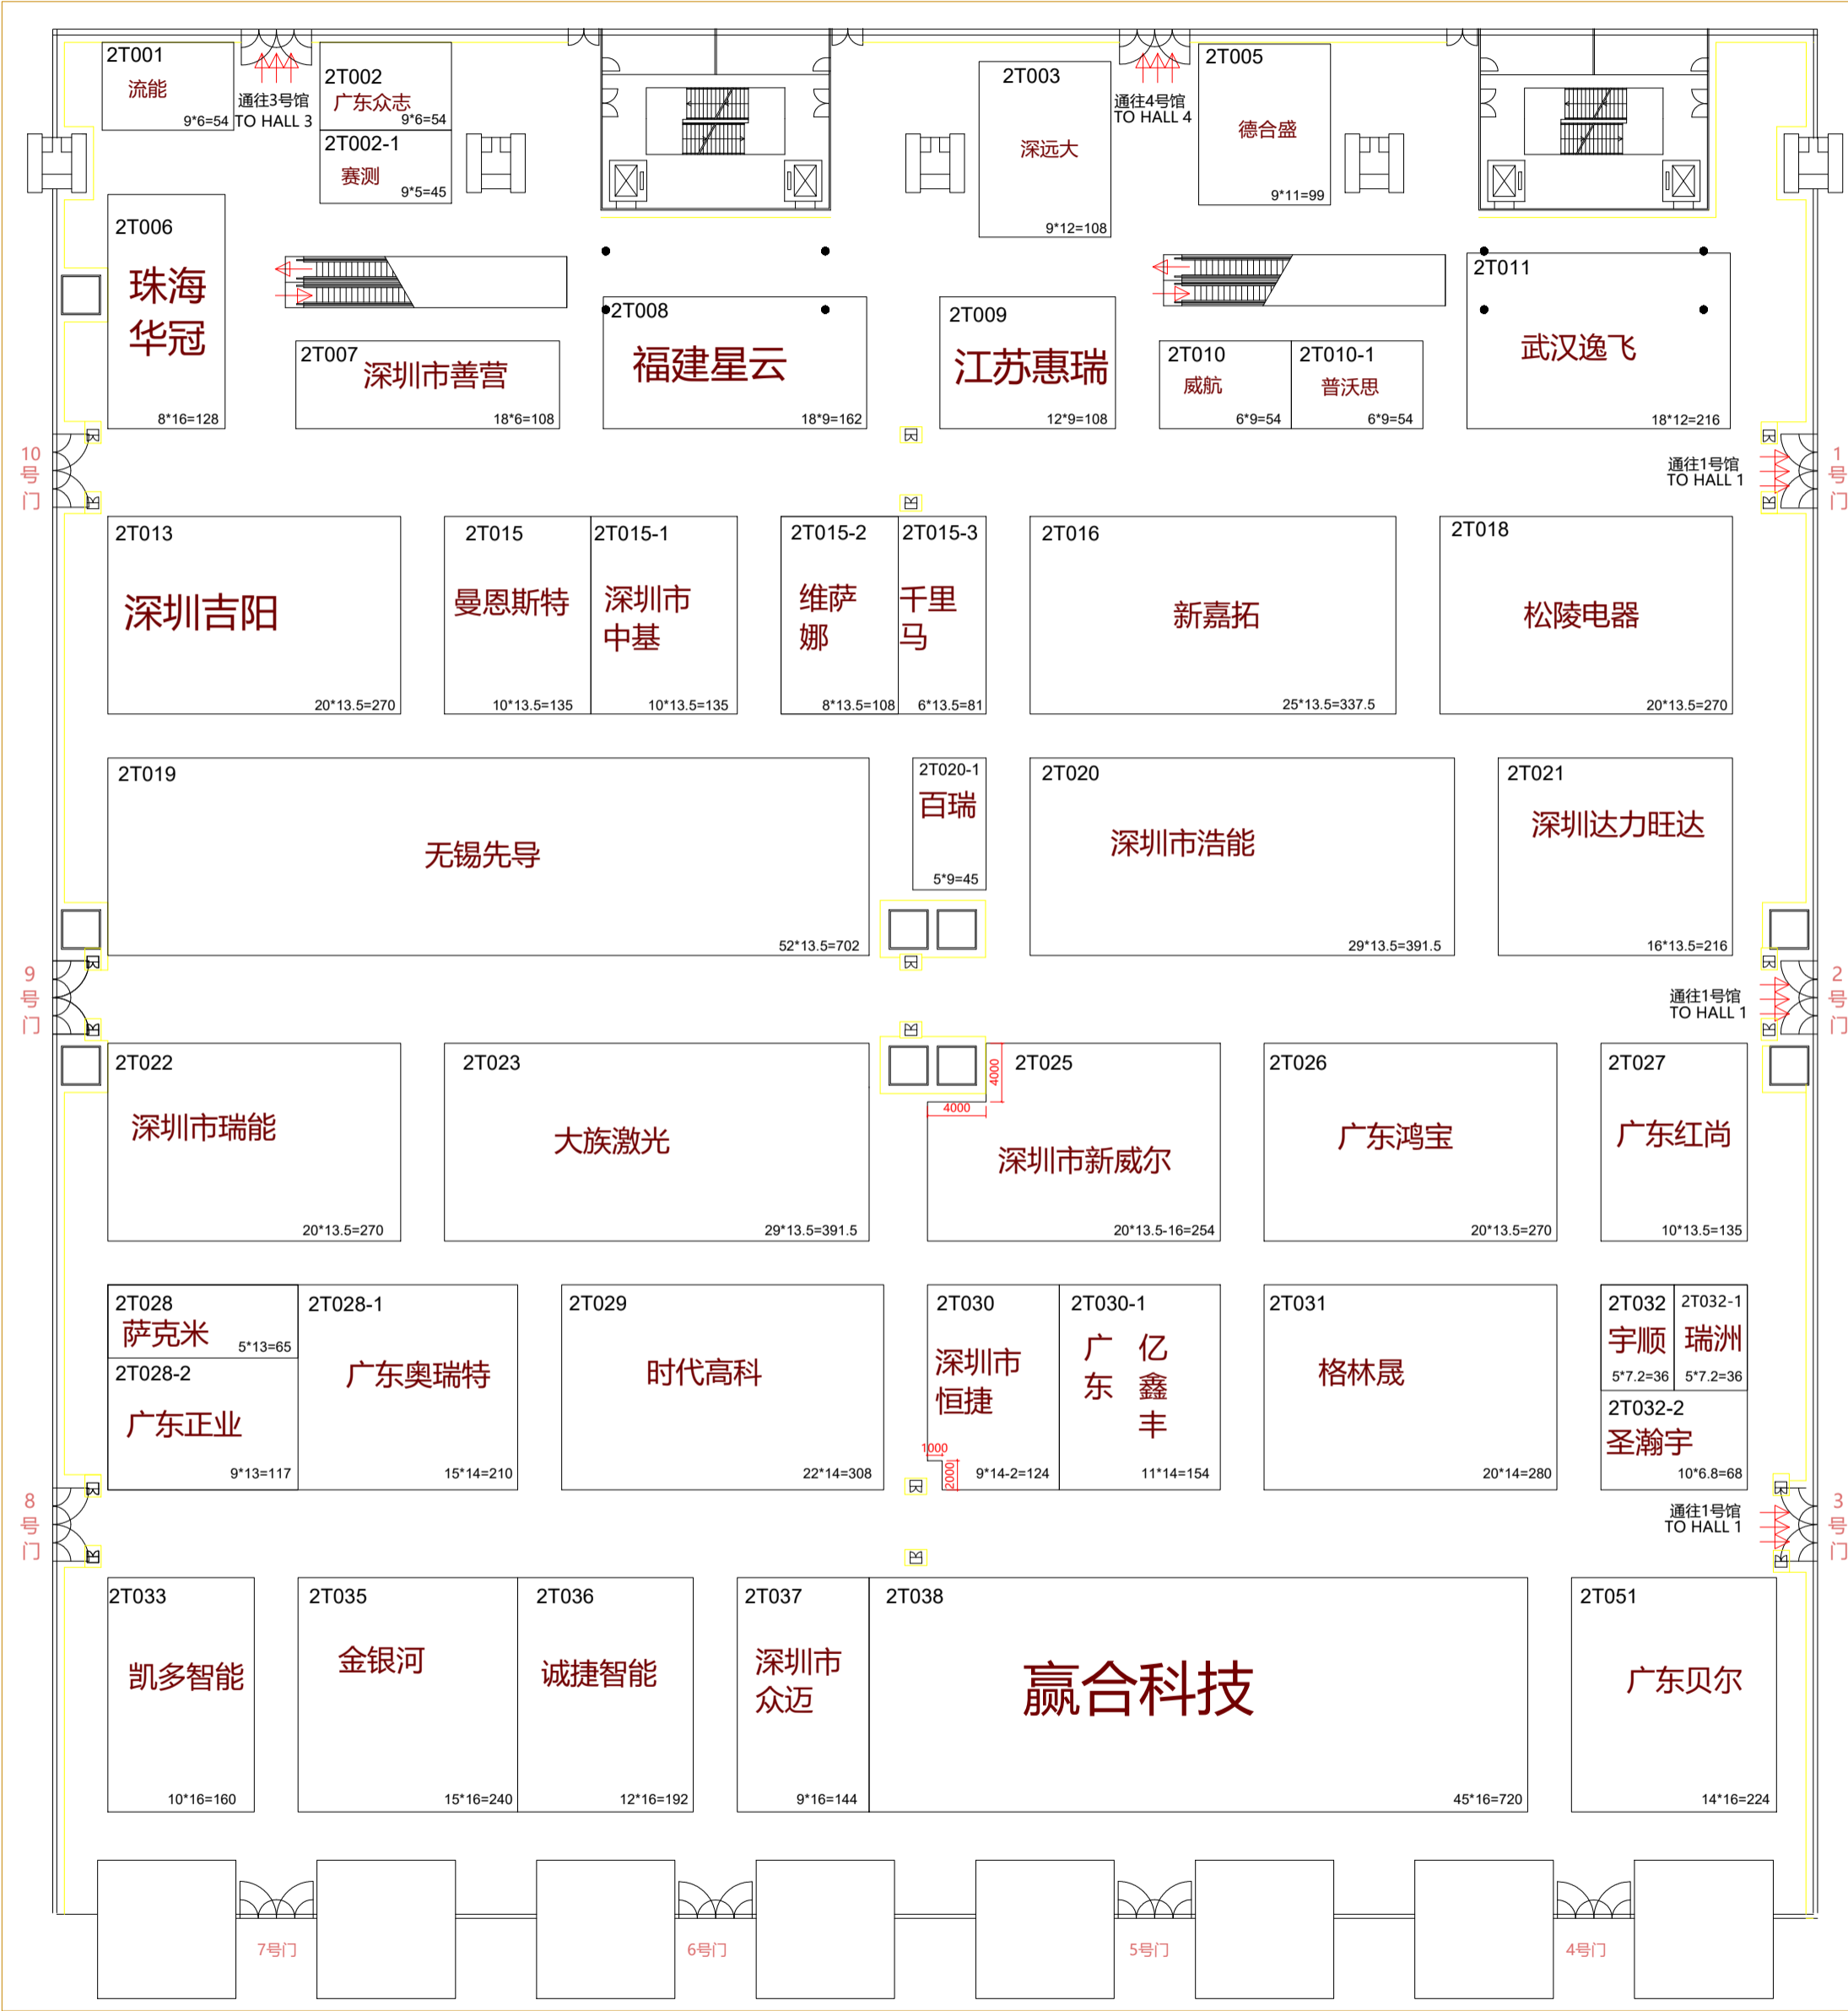 2T001
流能
9*6=54
通往3号馆
TO HALL 3
2T002
广东众志
9*6=54
2T002-1
赛测
9*5=45
2T003
深远大
9*12=108
通往4号馆
TO HALL 4
2T005
德合盛
9*11=99
2T006
珠海
华冠
8*16=128
2T007
深圳市善营
18*6=108
2T008
福建星云
18*9=162
2T009
江苏惠瑞
12*9=108
2T010
威航
6*9=54
2T010-1
普沃思
6*9=54
2T011
武汉逸飞
18*12=216
10
号
门
通往1号馆
TO HALL 1
1
号
门
2T013
深圳吉阳
20*13.5=270
2T015
曼恩斯特
10*13.5=135
2T015-1
深圳市
中基
10*13.5=135
2T015-2
维萨
娜
8*13.5=108
2T015-3
千里
马
6*13.5=81
2T016
新嘉拓
25*13.5=337.5
2T018
松陵电器
20*13.5=270
2T019
无锡先导
52*13.5=702
2T020-1
百瑞
5*9=45
2T020
深圳市浩能
29*13.5=391.5
2T021
深圳达力旺达
16*13.5=216
9
号
门
通往1号馆
TO HALL 1
2
号
门
2T022
深圳市瑞能
20*13.5=270
2T023
大族激光
29*13.5=391.5
4000
4000
2T025
深圳市新威尔
20*13.5-16=254
2T026
广东鸿宝
20*13.5=270
2T027
广东红尚
10*13.5=135
2T028
萨克米
5*13=65
2T028-2
广东正业
9*13=117
2T028-1
广东奥瑞特
15*14=210
2T029
时代高科
22*14=308
2T030
深圳市
恒捷
1000
2000
9*14-2=124
2T030-1
广
东
亿
鑫
丰
11*14=154
2T031
格林晟
20*14=280
2T032
宇顺
5*7.2=36
2T032-1
瑞洲
5*7.2=36
2T032-2
圣瀚宇
10*6.8=68
8
号
门
通往1号馆
TO HALL 1
3
号
门
2T033
凯多智能
10*16=160
2T035
金银河
15*16=240
2T036
诚捷智能
12*16=192
2T037
深圳市
众迈
9*16=144
2T038
赢合科技
45*16=720
2T051
广东贝尔
14*16=224
7号门
6号门
5号门
4号门